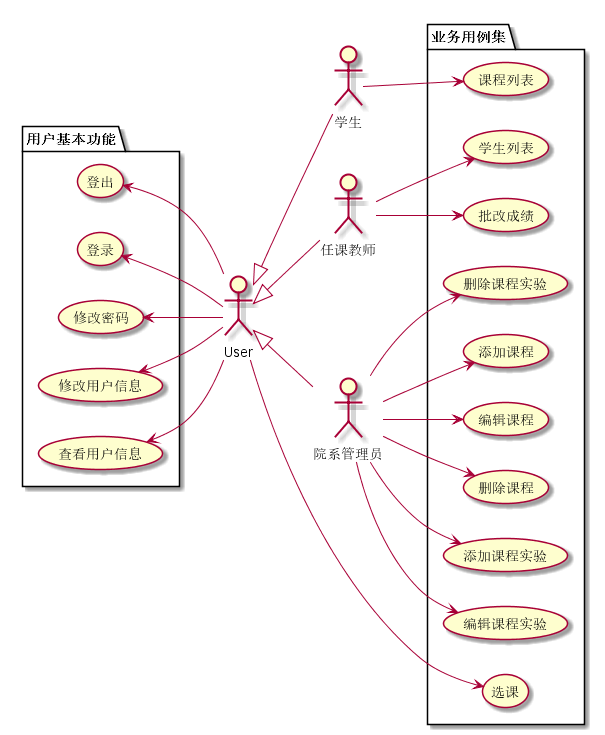 用户基本功能
登出
登录
修改密码
修改用户信息
查看用户信息
User
学生
任课教师
院系管理员
业务用例集
课程列表
学生列表
批改成绩
删除课程实验
添加课程
编辑课程
删除课程
添加课程实验
编辑课程实验
选课